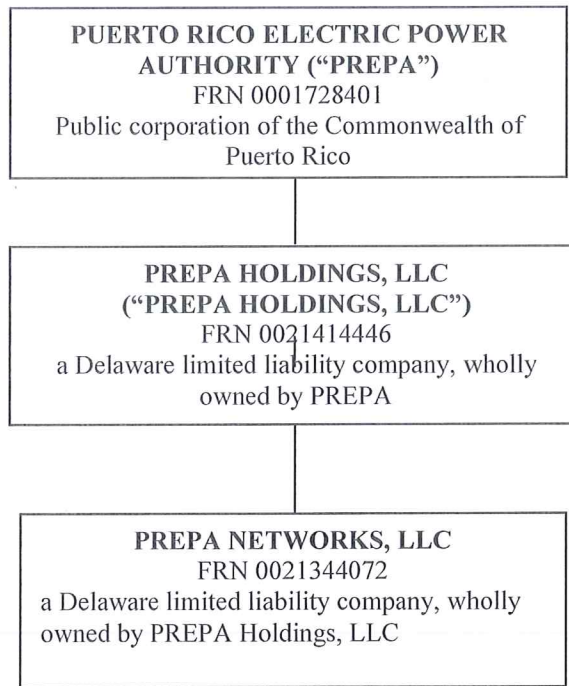 PUERTO RICO ELECTRIC POWER
AUTHORITY (“PREPA”)
FRN 0001728401
Public corporation of the Commonwealth of
Puerto Rico
PREPA HOLDINGS, LLC
(“PREPA HOLDINGS, LLC”)
FRN 0021414446
a Delaware limited liability company, wholly
owned by PREPA
PREPA NETWORKS, LLC
FRN 0021344072
a Delaware limited liability company, wholly
owned by PREPA Holdings, LLC